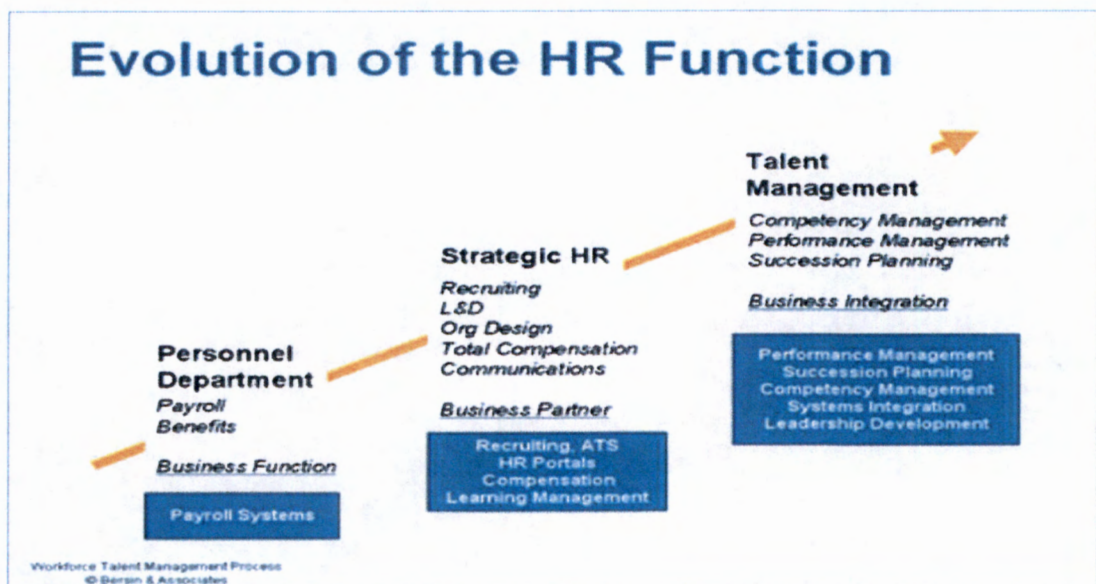 Evolution of the HR Function
Personnel
Department
Payroll
Benefits
Business Function
Payroll Systems
Strategic HR
Recruiting
L&D
Org Design
Total Compensation
Communications
Business Partner
Recruiting, ATS
HR Portals
Compensation
Learning Management
Talent
Management
Competency Management
Performance Management
Succession Planning
Business Integration
Performance Management
Succession Planning
Competency Management
Systems Integration
Leadership Development
Workforce Talent Management Process
© Bersin & Associates